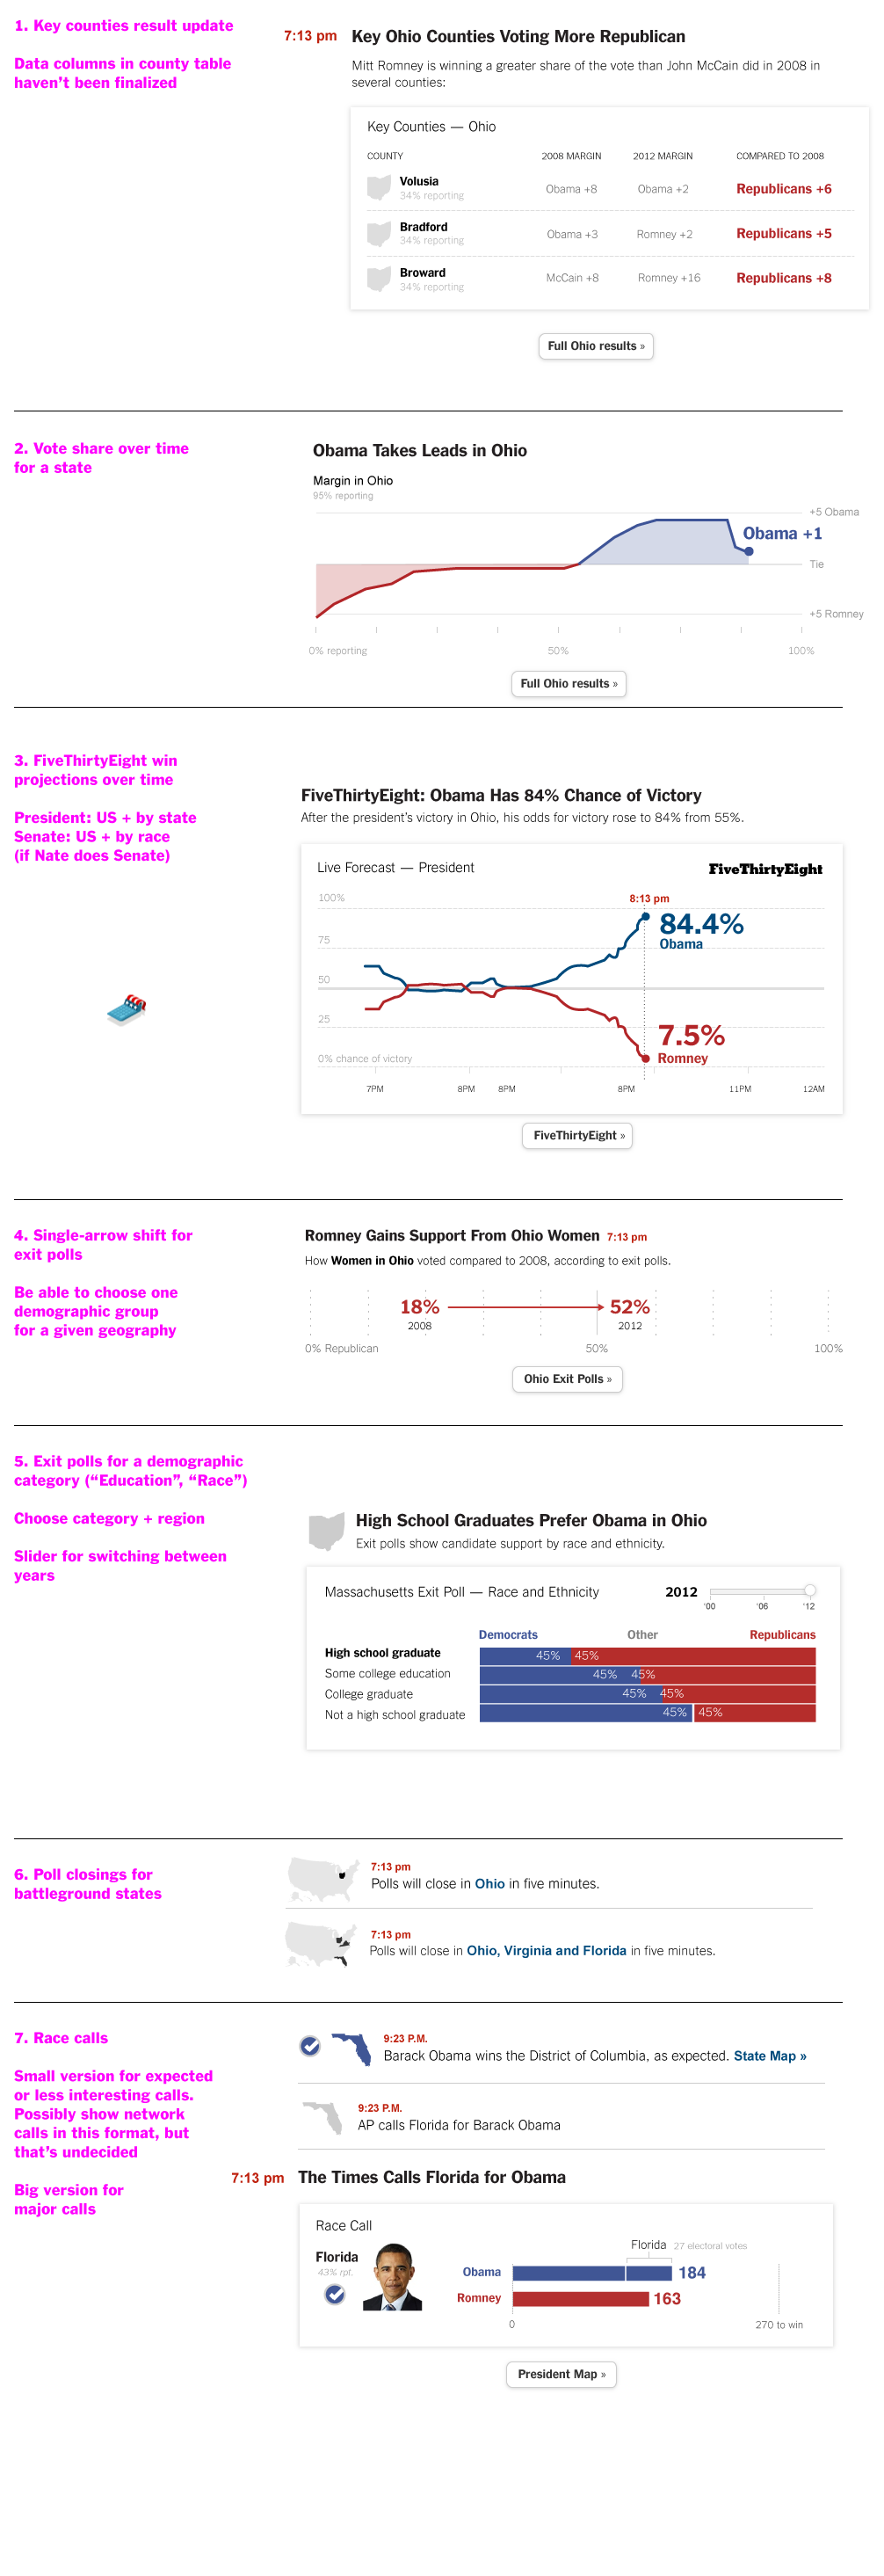 1. Key counties result update
Data columns in county table
haven't been finalized
7:13 pm Key Ohio Counties Voting More Republican
Mitt Romney is winning a greater share of the vote than John McCain did in 2008 in
several counties:
Key Counties — Ohio
COUNTY 2008 MARGIN 2012 MARGIN COMPARED TO 2008
Volusia
34% reporting
Obama +8 Obama +2 Republicans +6
Bradford
34% reporting
Obama +3 Romney +2 Republicans +5
Broward
34% reporting
McCain +8 Romney +16 Republicans +8
Full Ohio results »
2. Vote share over time
for a state
Obama Takes Leads in Ohio
Margin in Ohio
95% reporting
+5 Obama
Obama +1
Tie
+5 Romney
0% reporting 50% 100%
Full Ohio results »
3. FiveThirtyEight win
projections over time
President: US + by state
Senate: US + by race
(if Nate does Senate)
FiveThirtyEight: Obama Has 84% Chance of Victory
After the president's victory in Ohio, his odds for victory rose to 84% from 55%.
Live Forecast — President FiveThirtyEight
100% 8:13 pm
84.4%
Obama
75
50
25
7.5%
Romney
0% chance of victory
7PM 8PM 8PM 8PM 11PM 12AM
FiveThirtyEight »
4. Single-arrow shift for
exit polls
Be able to choose one
demographic group
for a given geography
Romney Gains Support From Ohio Women 7:13 pm
How Women in Ohio voted compared to 2008, according to exit polls.
18% 52%
2008 2012
0% Republican 50% 100%
Ohio Exit Polls »
5. Exit polls for a demographic
category (“Education”, “Race”)
Choose category + region
Slider for switching between
years
High School Graduates Prefer Obama in Ohio
Exit polls show candidate support by race and ethnicity.
Massachusetts Exit Poll — Race and Ethnicity 2012
'00 '06 '12
Democrats Other Republicans
High school graduate 45% 45%
Some college education 45% 45%
College graduate 45% 45%
Not a high school graduate 45% 45%
6. Poll closings for
battleground states
7:13 pm
Polls will close in Ohio in five minutes.
7:13 pm
Polls will close in Ohio, Virginia and Florida in five minutes.
7. Race calls
Small version for expected
or less interesting calls.
Possibly show network
calls in this format, but
that's undecided
Big version for
major calls
9:23 P.M.
Barack Obama wins the District of Columbia, as expected. State Map »
9:23 P.M.
AP calls Florida for Barack Obama
7:13 pm The Times Calls Florida for Obama
Race Call
Florida
43% rpt.
Florida 27 electoral votes
Obama 184
Romney 163
0 270 to win
President Map »